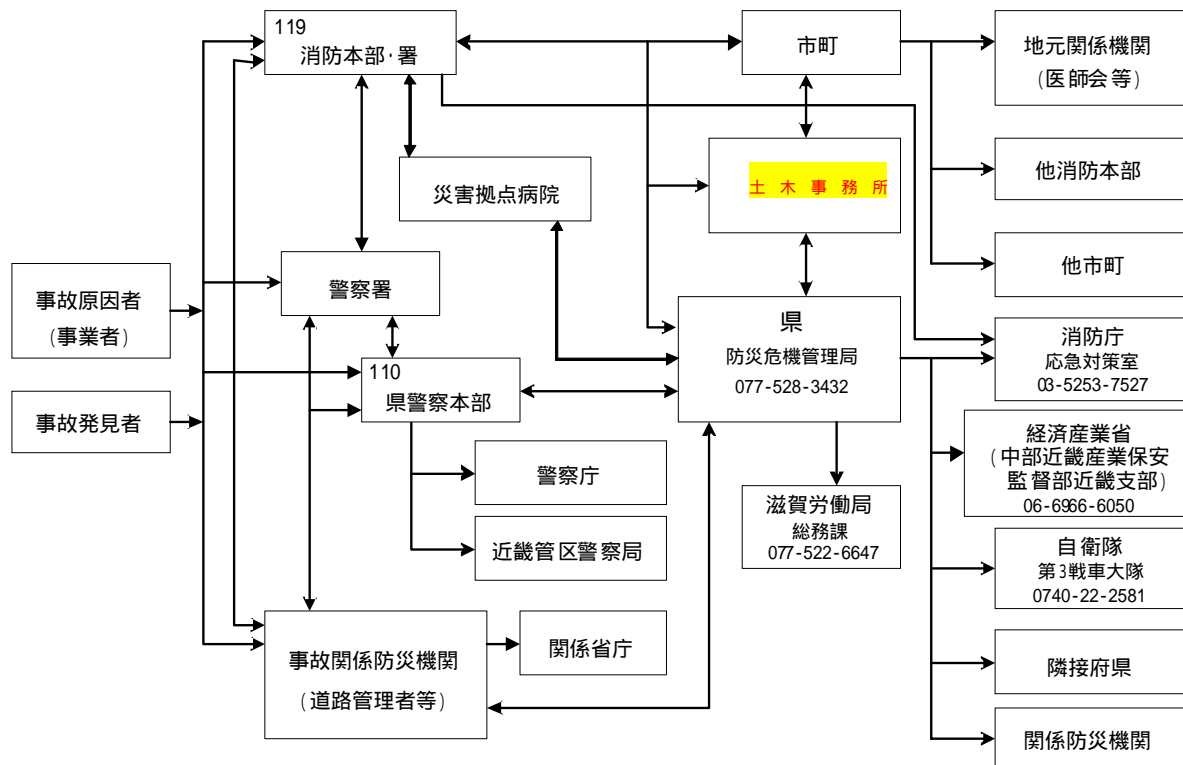 119
消防本部・署
市町
地元関係機関
(医師会等)
土木事務所
災害拠点病院
他消防本部
他市町
警察署
事故原因者
(事業者)
県
防災危機管理局
077-528-3432
消防庁
応急対策室
03-5253-7527
110
県警察本部
事故発見者
経済産業省
(中部近畿産業保安
監督部近畿支部)
06-6966-6050
警察庁
滋賀労働局
総務課
077-522-6647
近畿管区警察局
自衛隊
第3戦車大隊
0740-22-2581
事故関係防災機関
(道路管理者等)
関係省庁
隣接府県
関係防災機関